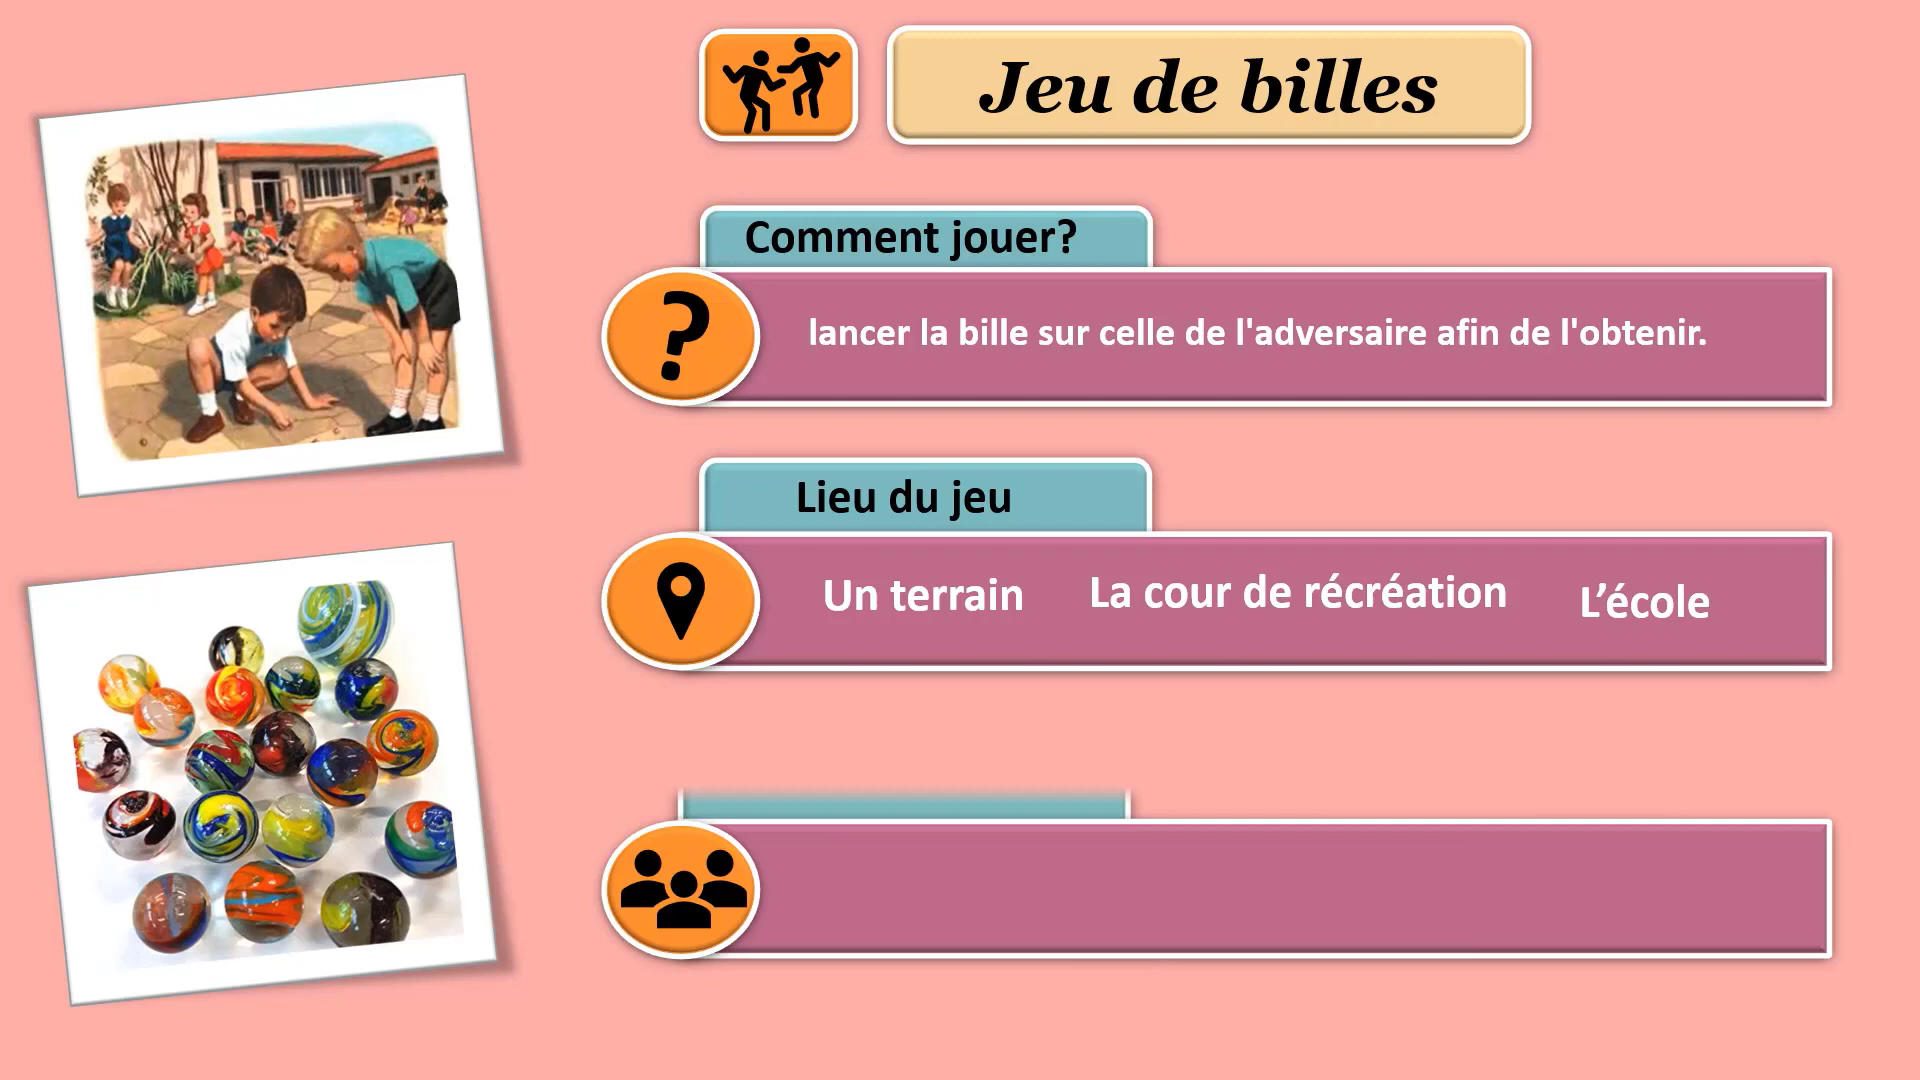 Jeu de billes
Comment jouer?
?
lancer la bille sur celle de l'adversaire afin de l'obtenir.
Lieu du jeu
Un terrain La cour de récréation L’école